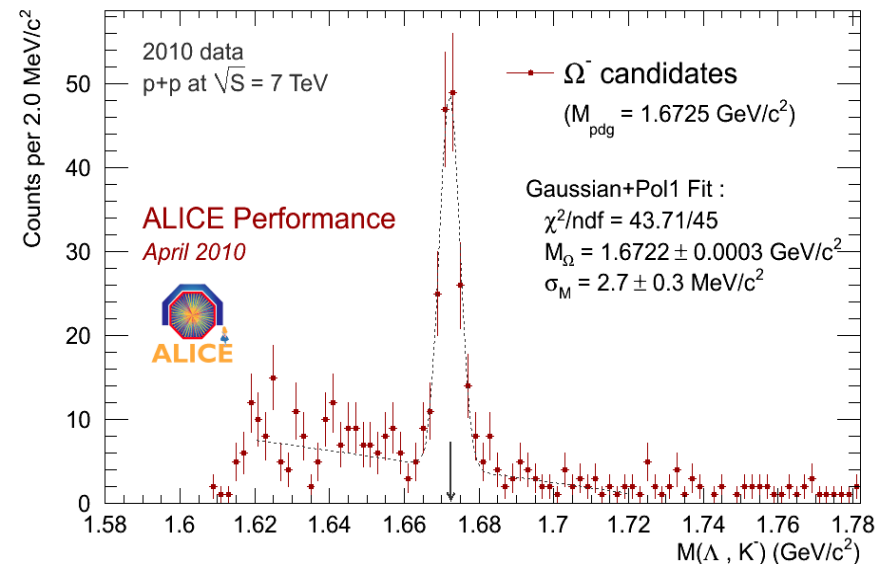 Counts per 2.0 MeV/c²
2010 data
p+p at √S = 7 TeV
Ω⁻ candidates
(M_pdg = 1.6725 GeV/c²)
Gaussian+Pol1 Fit :
χ²/ndf = 43.71/45
M_Ω = 1.6722 ± 0.0003 GeV/c²
σ_M = 2.7 ± 0.3 MeV/c²
ALICE Performance
April 2010
ALICE
50
40
30
20
10
0
1.58 1.6 1.62 1.64 1.66 1.68 1.7 1.72 1.74 1.76 1.78
M(Λ , K⁻) (GeV/c²)